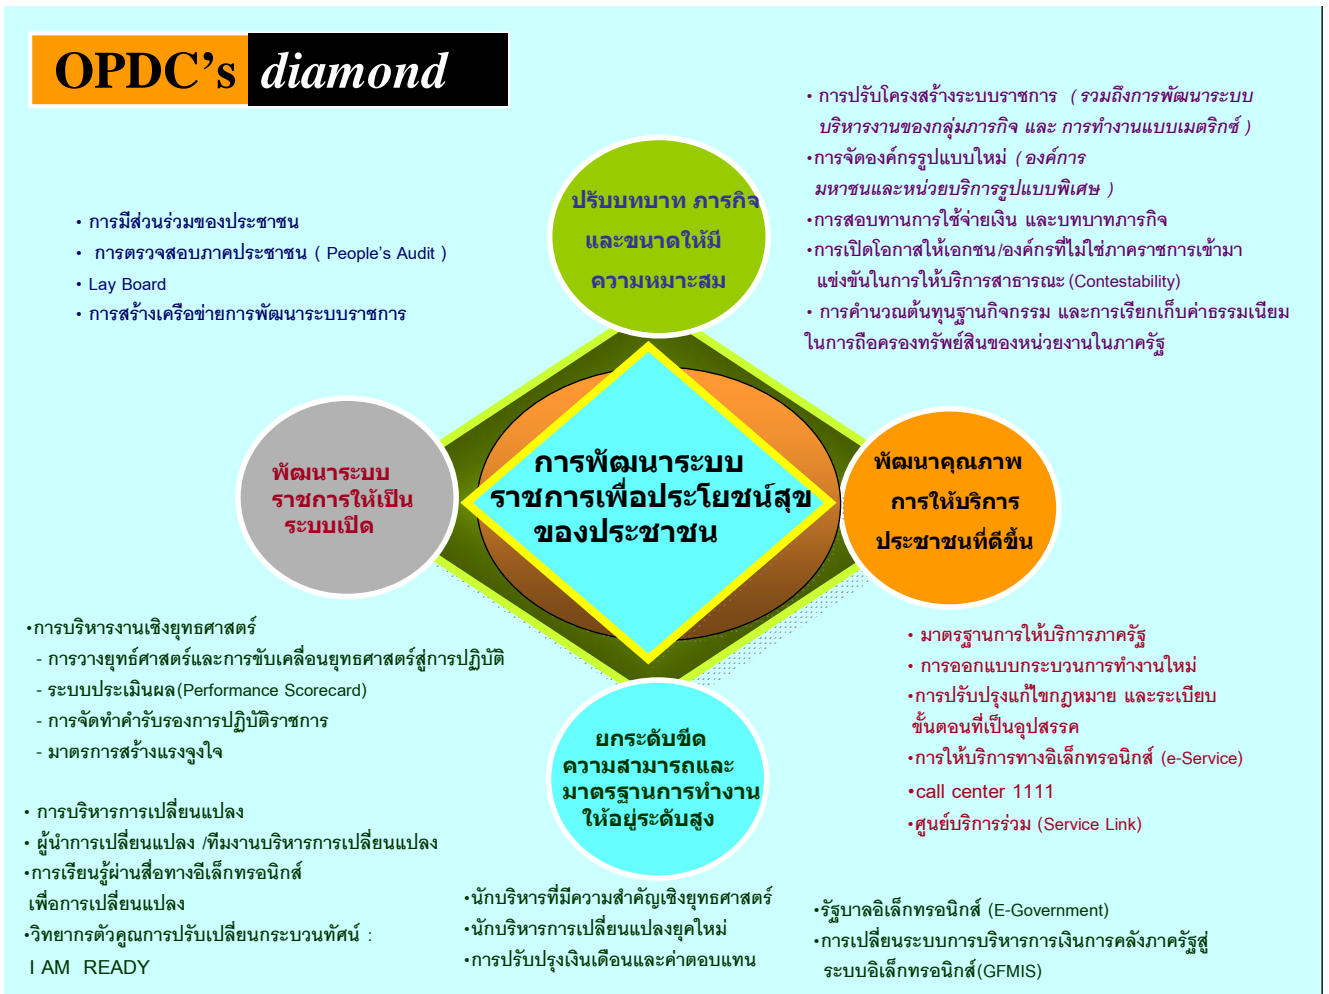 OPDC's diamond
• การปรับโครงสร้างระบบราชการ ( รวมถึงการพัฒนาระบบ
บริหารงานของกลุ่มภารกิจ และ การทำงานแบบเมตริกซ์ )
•การจัดองค์กรรูปแบบใหม่ ( องค์การ
มหาชนและหน่วยบริการรูปแบบพิเศษ )
•การสอบทานการใช้จ่ายเงิน และบทบาทภารกิจ
•การเปิดโอกาสให้เอกชน/องค์กรที่ไม่ใช่ภาคราชการเข้ามา
แข่งขันในการให้บริการสาธารณะ (Contestability)
• การคำนวณต้นทุนฐานกิจกรรม และการเรียกเก็บค่าธรรมเนียม
ในการถือครองทรัพย์สินของหน่วยงานในภาครัฐ
ปรับบทบาท ภารกิจ
และขนาดให้มี
ความหมาะสม
• การมีส่วนร่วมของประชาชน
• การตรวจสอบภาคประชาชน ( People's Audit )
• Lay Board
• การสร้างเครือข่ายการพัฒนาระบบราชการ
พัฒนาระบบ
ราชการให้เปิน
ระบบเปิด
การพัฒนาระบบ
ราชการเพื่อประโยชน์สุข
ของประชาชน
พัฒนาคุณภาพ
การให้บริการ
ประชาชนที่ดีขึ้น
•การบริหารงานเชิงยุทธศาสตร์
- การวางยุทธ์ศาสตร์และการขับเคลื่อนยุทธศาสตร์สู่การปฏิบัติ
- ระบบประเมินผล(Performance Scorecard)
- การจัดทำคำรับรองการปฏิบัติราชการ
- มาตรการสร้างแรงจูงใจ
• การบริหารการเปลี่ยนแปลง
• ผู้นำการเปลี่ยนแปลง /ทีมงานบริหารการเปลี่ยนแปลง
•การเรียนรู้ผ่านสื่อทางอีเล็กทรอนิกส์
เพื่อการเปลี่ยนแปลง
•วิทยากรตัวคูณการปรับเปลี่ยนกระบวนทัศน์ :
I AM READY
ยกระดับขีด
ความสามารถและ
มาตรฐานการทำงาน
ให้อยู่ระดับสูง
•นักบริหารที่มีความสำคัญเชิงยุทธศาสตร์
•นักบริหารการเปลี่ยนแปลงยุคใหม่
•การปรับปรุงเงินเดือนและค่าตอบแทน
• มาตรฐานการให้บริการภาครัฐ
• การออกแบบกระบวนการทำงานใหม่
•การปรับปรุงแก้ไขกฎหมาย และระเบียบ
ขั้นตอนที่เป็นอุปสรรค
•การให้บริการทางอิเล็กทรอนิกส์ (e-Service)
•call center 1111
•ศูนย์บริการร่วม (Service Link)
•รัฐบาลอิเล็กทรอนิกส์ (E-Government)
•การเปลี่ยนระบบการบริหารการเงินการคลังภาครัฐสู่
ระบบอิเล็กทรอนิกส์(GFMIS)